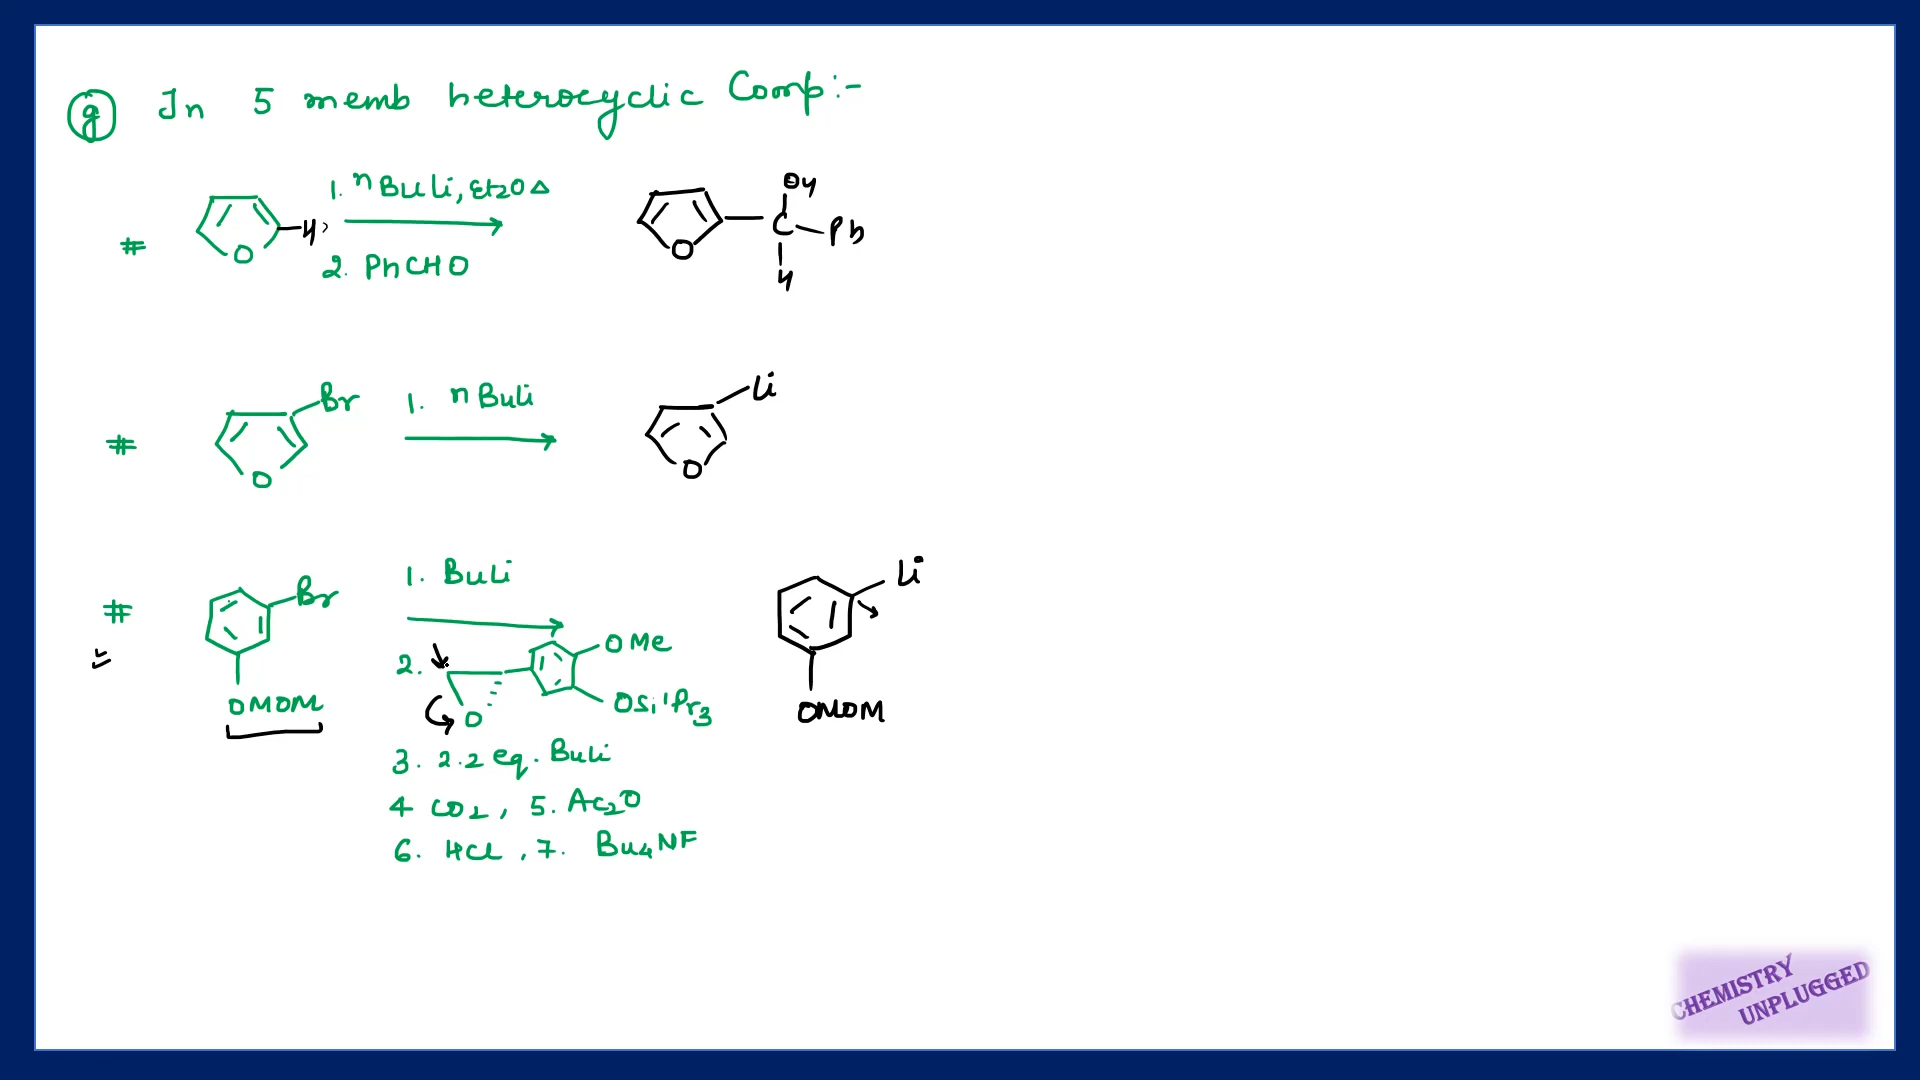 g In 5 memb heterocyclic Comp:-
# O H 1. nBuLi, Et2O Δ
2. PhCHO
O OH C Ph H
# Br O 1. nBuLi Li O
# Br OMOM 1. BuLi Li OMOM
2. O OMe OSiiPr3
3. 2.2 eq. BuLi
4 CO2, 5. Ac2O
6. HCl, 7. Bu4NF
CHEMISTRY
UNPLUGGED